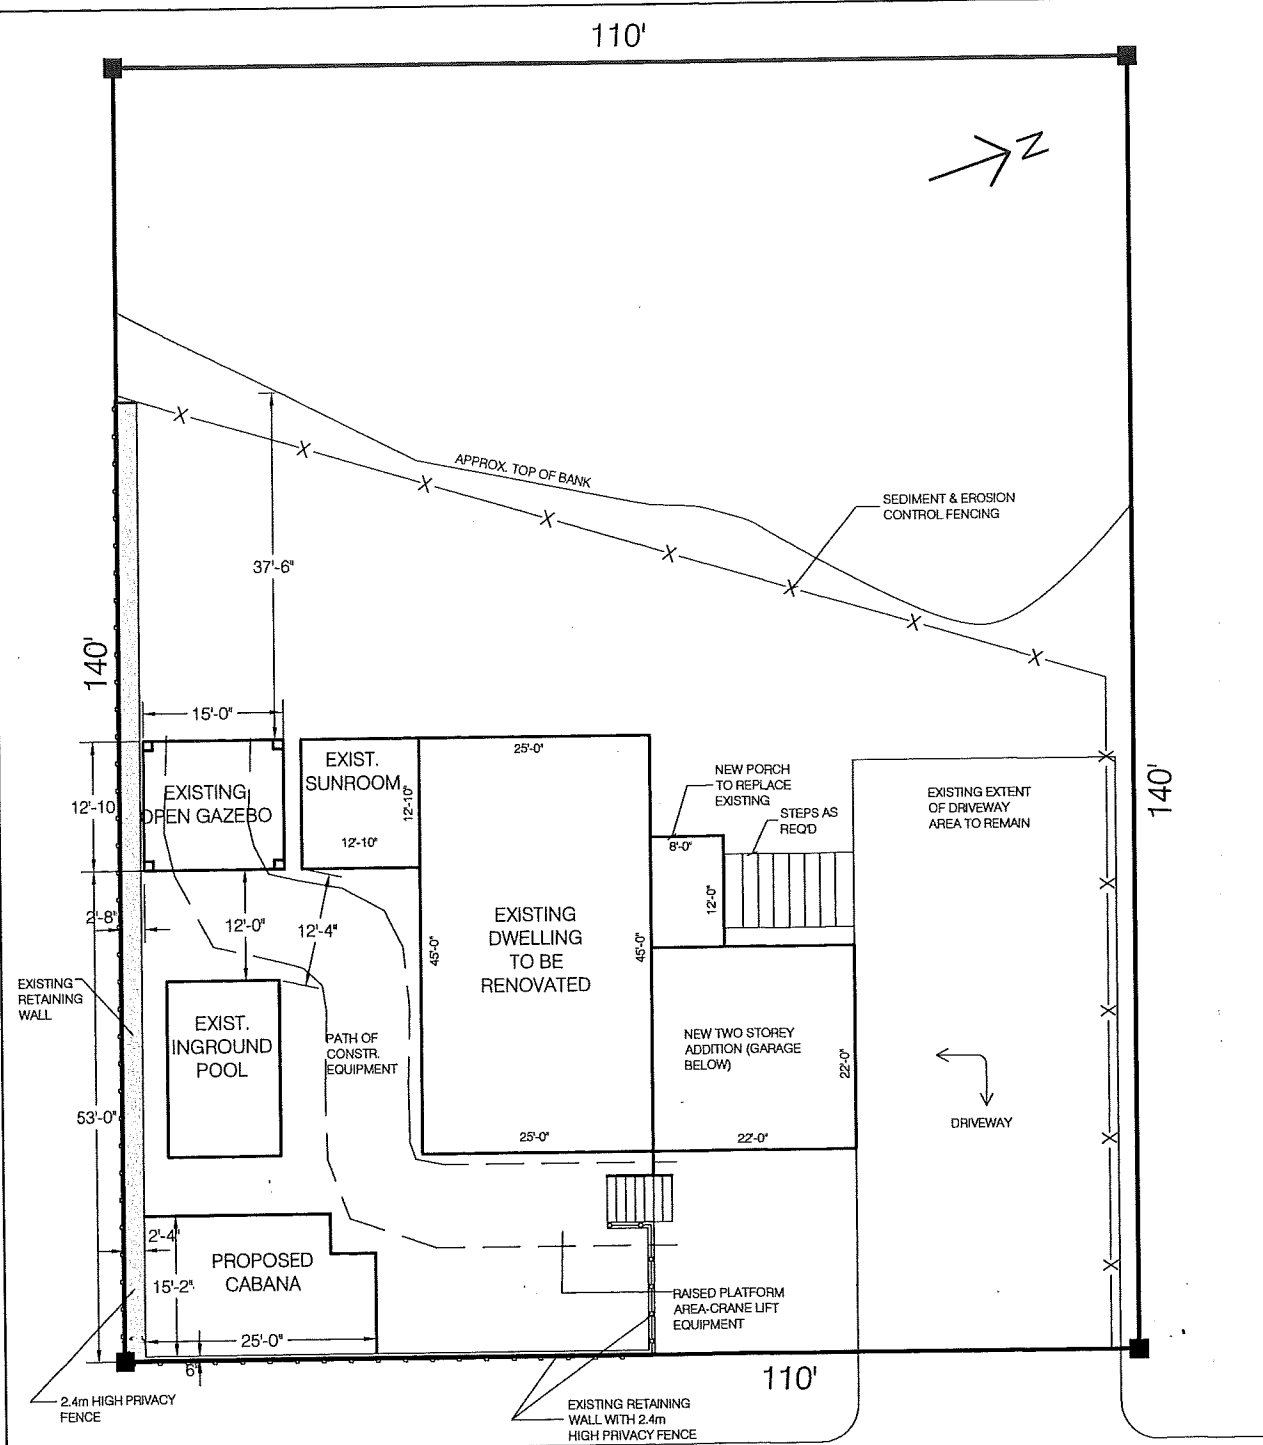 110'
N
APPROX. TOP OF BANK
SEDIMENT & EROSION
CONTROL FENCING
37'-6"
140'
15'-0"
12'-10
EXISTING
OPEN GAZEBO
EXIST.
SUNROOM
12'-10"
12'-10"
25'-0"
NEW PORCH
TO REPLACE
EXISTING
STEPS AS
REQ'D
8'-0"
12'-0"
EXISTING EXTENT
OF DRIVEWAY
AREA TO REMAIN
140'
2'-8"
12'-0"
12'-4"
45'-0"
EXISTING
DWELLING
TO BE
RENOVATED
45'-0"
EXISTING
RETAINING
WALL
EXIST.
INGROUND
POOL
PATH OF
CONSTR.
EQUIPMENT
NEW TWO STOREY
ADDITION (GARAGE
BELOW)
22'-0"
DRIVEWAY
53'-0"
25'-0"
22'-0"
2'-4"
15'-2"
PROPOSED
CABANA
25'-0"
6"
RAISED PLATFORM
AREA-CRANE LIFT
EQUIPMENT
110'
2.4m HIGH PRIVACY
FENCE
EXISTING RETAINING
WALL WITH 2.4m
HIGH PRIVACY FENCE